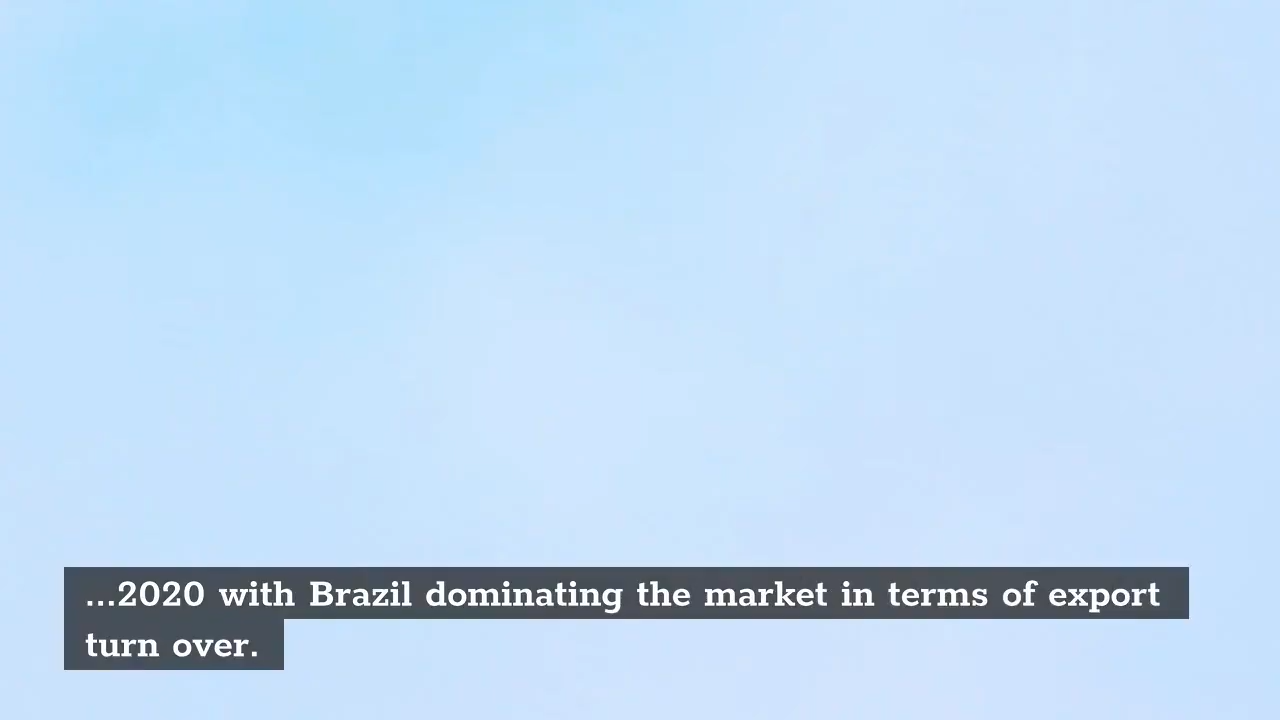 ...2020 with Brazil dominating the market in terms of export
turn over.